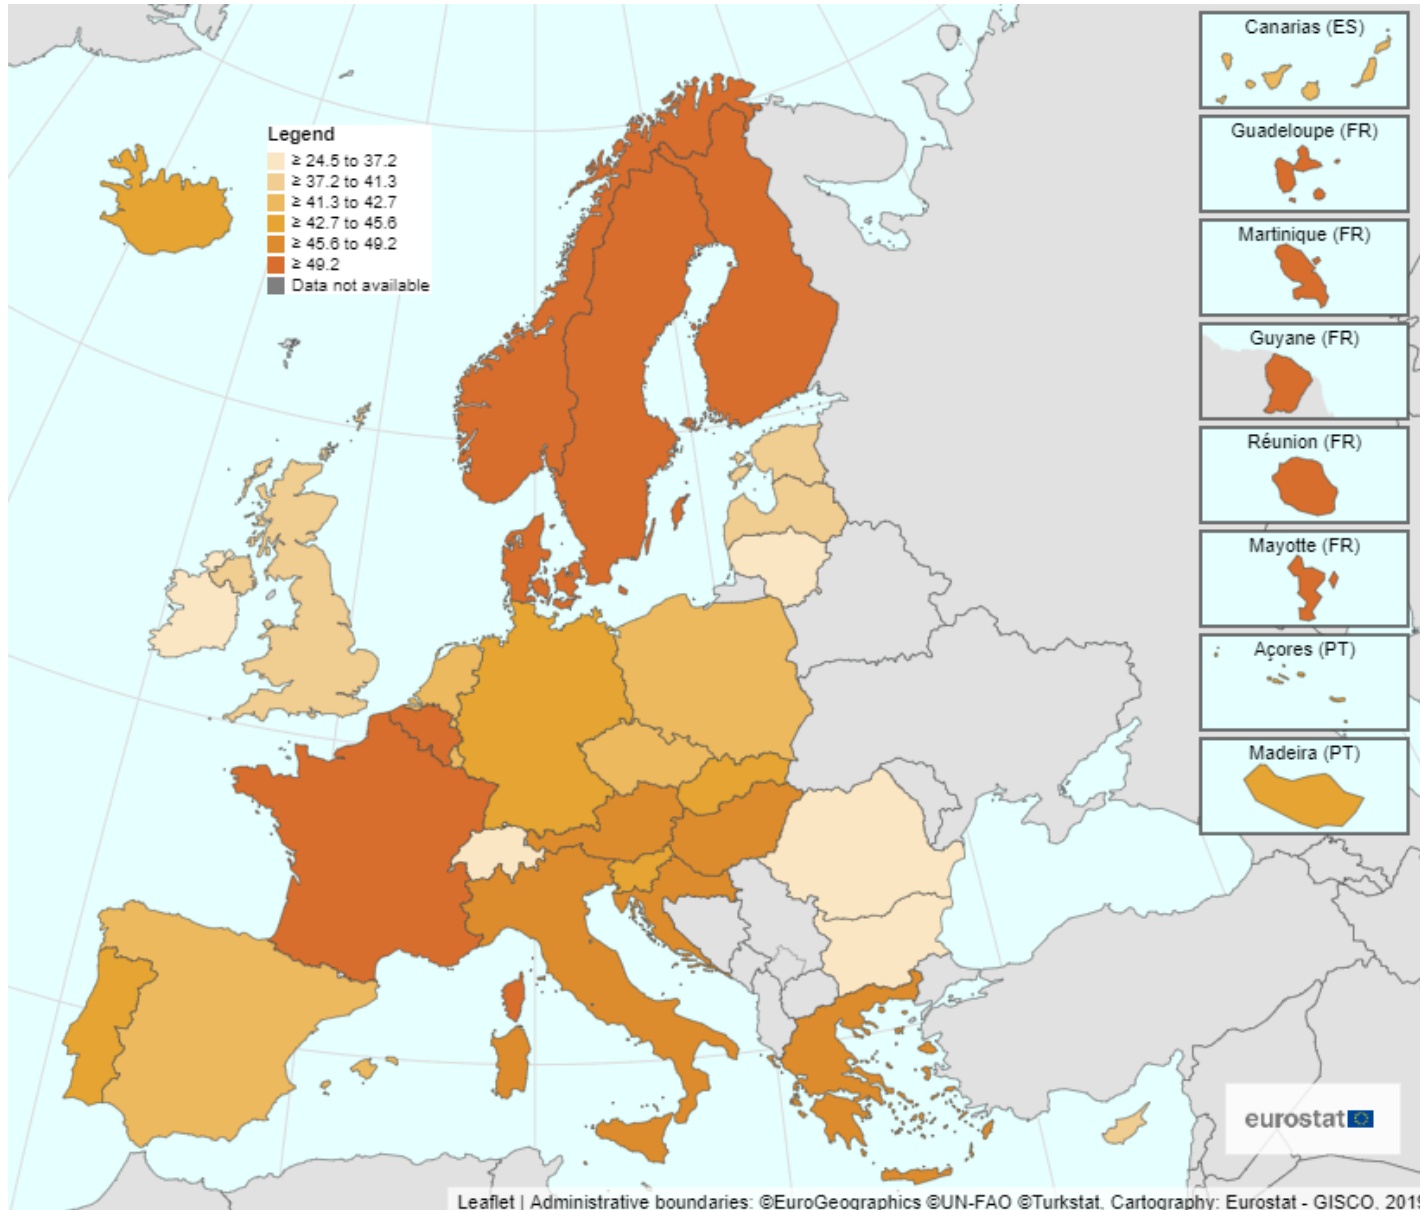 Legend
≥ 24.5 to 37.2
≥ 37.2 to 41.3
≥ 41.3 to 42.7
≥ 42.7 to 45.6
≥ 45.6 to 49.2
≥ 49.2
Data not available
Canarias (ES)
Guadeloupe (FR)
Martinique (FR)
Guyane (FR)
Réunion (FR)
Mayotte (FR)
Açores (PT)
Madeira (PT)
eurostat
Leaflet | Administrative boundaries: ©EuroGeographics ©UN-FAO ©Turkstat, Cartography: Eurostat - GISCO, 2019